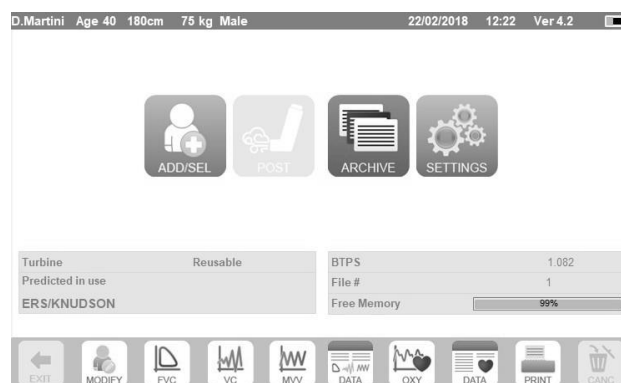 D.Martini Age 40 180cm 75 kg Male 22/02/2018 12:22 Ver 4.2
ADD/SEL POST ARCHIVE SETTINGS
Turbine Reusable BTPS 1.082
Predicted in use File # 1
ERS/KNUDSON Free Memory 99%
EXIT MODIFY FVC VC MVV DATA OXY DATA PRINT CANC